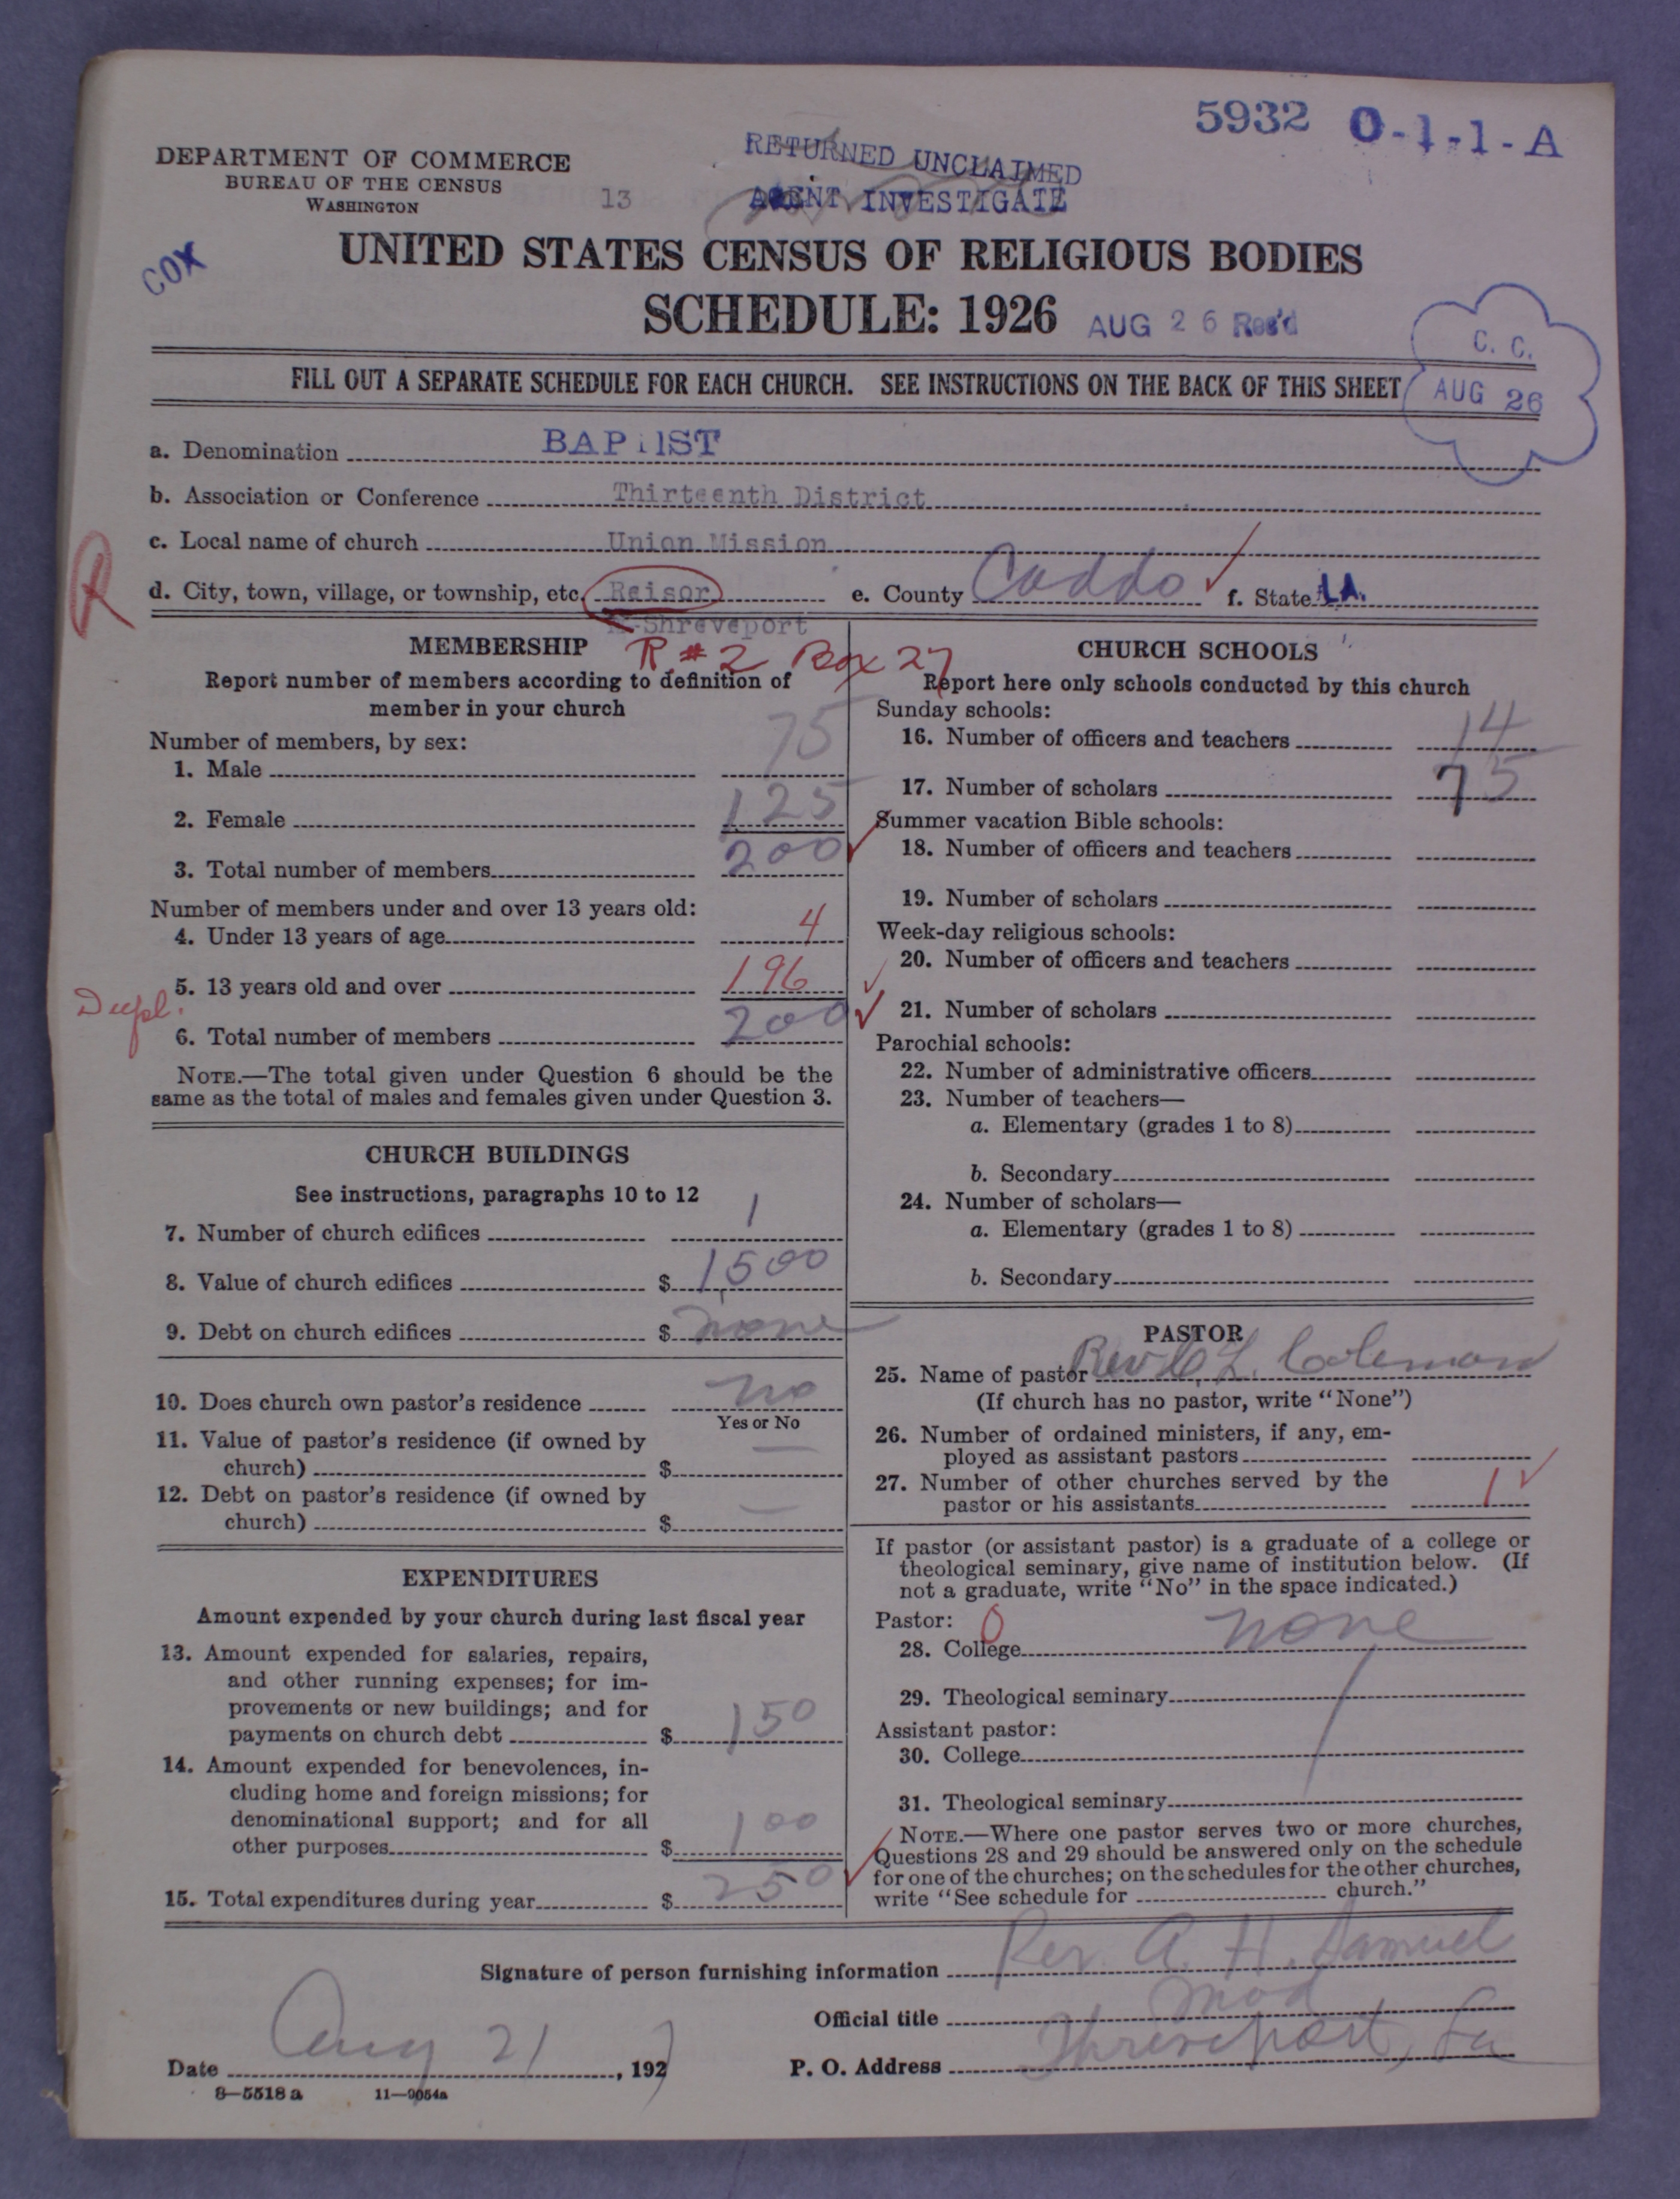 5932 O-1-1-A
DEPARTMENT OF COMMERCE
BUREAU OF THE CENSUS
WASHINGTON
13
RETURNED UNCLAIMED
AGENT INVESTIGATE
COX
UNITED STATES CENSUS OF RELIGIOUS BODIES
SCHEDULE: 1926
AUG 26 Rec'd
C. C.
AUG 26
FILL OUT A SEPARATE SCHEDULE FOR EACH CHURCH. SEE INSTRUCTIONS ON THE BACK OF THIS SHEET
a. Denomination BAPTIST
b. Association or Conference Thirteenth District
c. Local name of church Union Mission
R
d. City, town, village, or township, etc. Reisor e. County Caddo f. State LA.
Shreveport
R #2 Box 27
MEMBERSHIP
Report number of members according to definition of
member in your church
Number of members, by sex:
1. Male 75
2. Female 125
3. Total number of members 200
Number of members under and over 13 years old:
4. Under 13 years of age 4
5. 13 years old and over 196
Dupl.
6. Total number of members 200
NOTE.—The total given under Question 6 should be the
same as the total of males and females given under Question 3.
CHURCH BUILDINGS
See instructions, paragraphs 10 to 12
7. Number of church edifices 1
8. Value of church edifices $ 1,500
9. Debt on church edifices $ none
10. Does church own pastor's residence no
Yes or No
11. Value of pastor's residence (if owned by
church) $ —
12. Debt on pastor's residence (if owned by
church) $ —
EXPENDITURES
Amount expended by your church during last fiscal year
13. Amount expended for salaries, repairs,
and other running expenses; for im-
provements or new buildings; and for
payments on church debt $ 150
14. Amount expended for benevolences, in-
cluding home and foreign missions; for
denominational support; and for all
other purposes $ 100
15. Total expenditures during year $ 250
CHURCH SCHOOLS
Report here only schools conducted by this church
Sunday schools:
16. Number of officers and teachers 14
17. Number of scholars 75
Summer vacation Bible schools:
18. Number of officers and teachers
19. Number of scholars
Week-day religious schools:
20. Number of officers and teachers
21. Number of scholars
Parochial schools:
22. Number of administrative officers
23. Number of teachers—
a. Elementary (grades 1 to 8)
b. Secondary
24. Number of scholars—
a. Elementary (grades 1 to 8)
b. Secondary
PASTOR
25. Name of pastor Rev C. L. Coleman
(If church has no pastor, write "None")
26. Number of ordained ministers, if any, em-
ployed as assistant pastors
27. Number of other churches served by the
pastor or his assistants 1
If pastor (or assistant pastor) is a graduate of a college or
theological seminary, give name of institution below. (If
not a graduate, write "No" in the space indicated.)
Pastor: 0
28. College none
29. Theological seminary
Assistant pastor:
30. College
31. Theological seminary
NOTE.—Where one pastor serves two or more churches,
Questions 28 and 29 should be answered only on the schedule
for one of the churches; on the schedules for the other churches,
write "See schedule for church."
Signature of person furnishing information Rev. A. H. Samuel
Official title Mod
Date Aug 21, 1927 P. O. Address Shreveport, La
8—5518 a 11—9054a